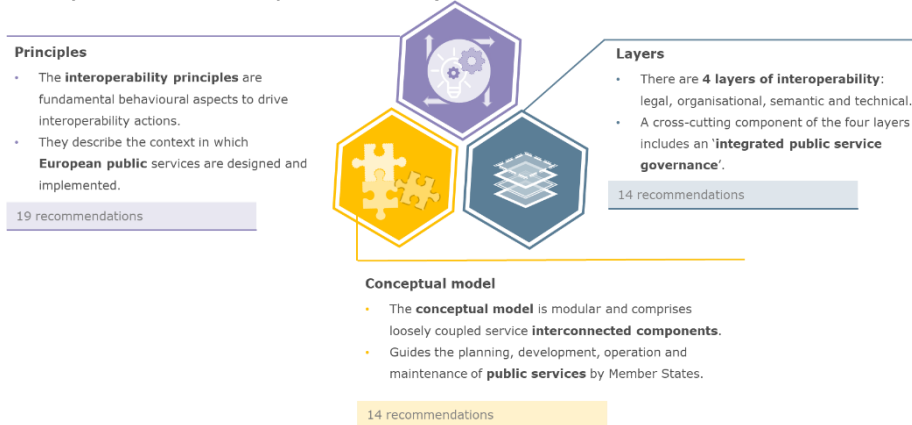 Principles
• The interoperability principles are
fundamental behavioural aspects to drive
interoperability actions.
• They describe the context in which
European public services are designed and
implemented.
19 recommendations
Layers
• There are 4 layers of interoperability:
legal, organisational, semantic and technical.
• A cross-cutting component of the four layers
includes an ‘integrated public service
governance’.
14 recommendations
Conceptual model
• The conceptual model is modular and comprises
loosely coupled service interconnected components.
• Guides the planning, development, operation and
maintenance of public services by Member States.
14 recommendations